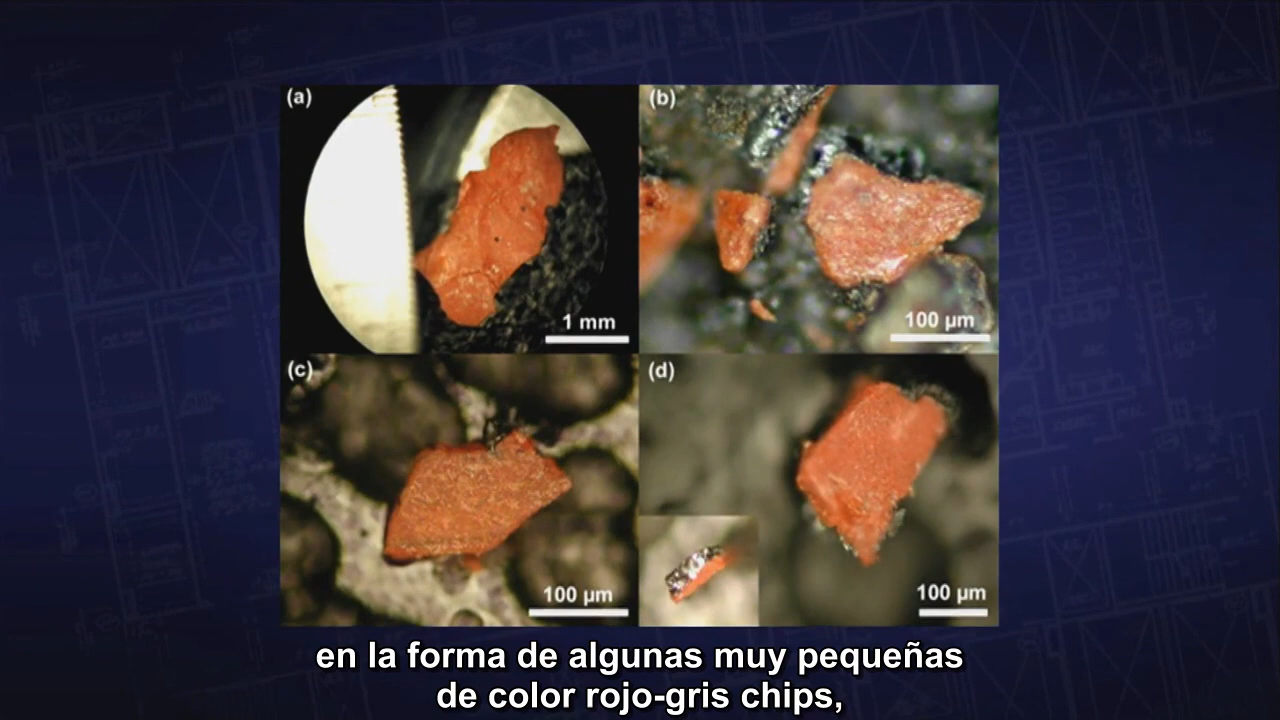 (a)
(b)
1 mm
100 µm
(c)
(d)
100 µm
100 µm
en la forma de algunas muy pequeñas
de color rojo-gris chips,